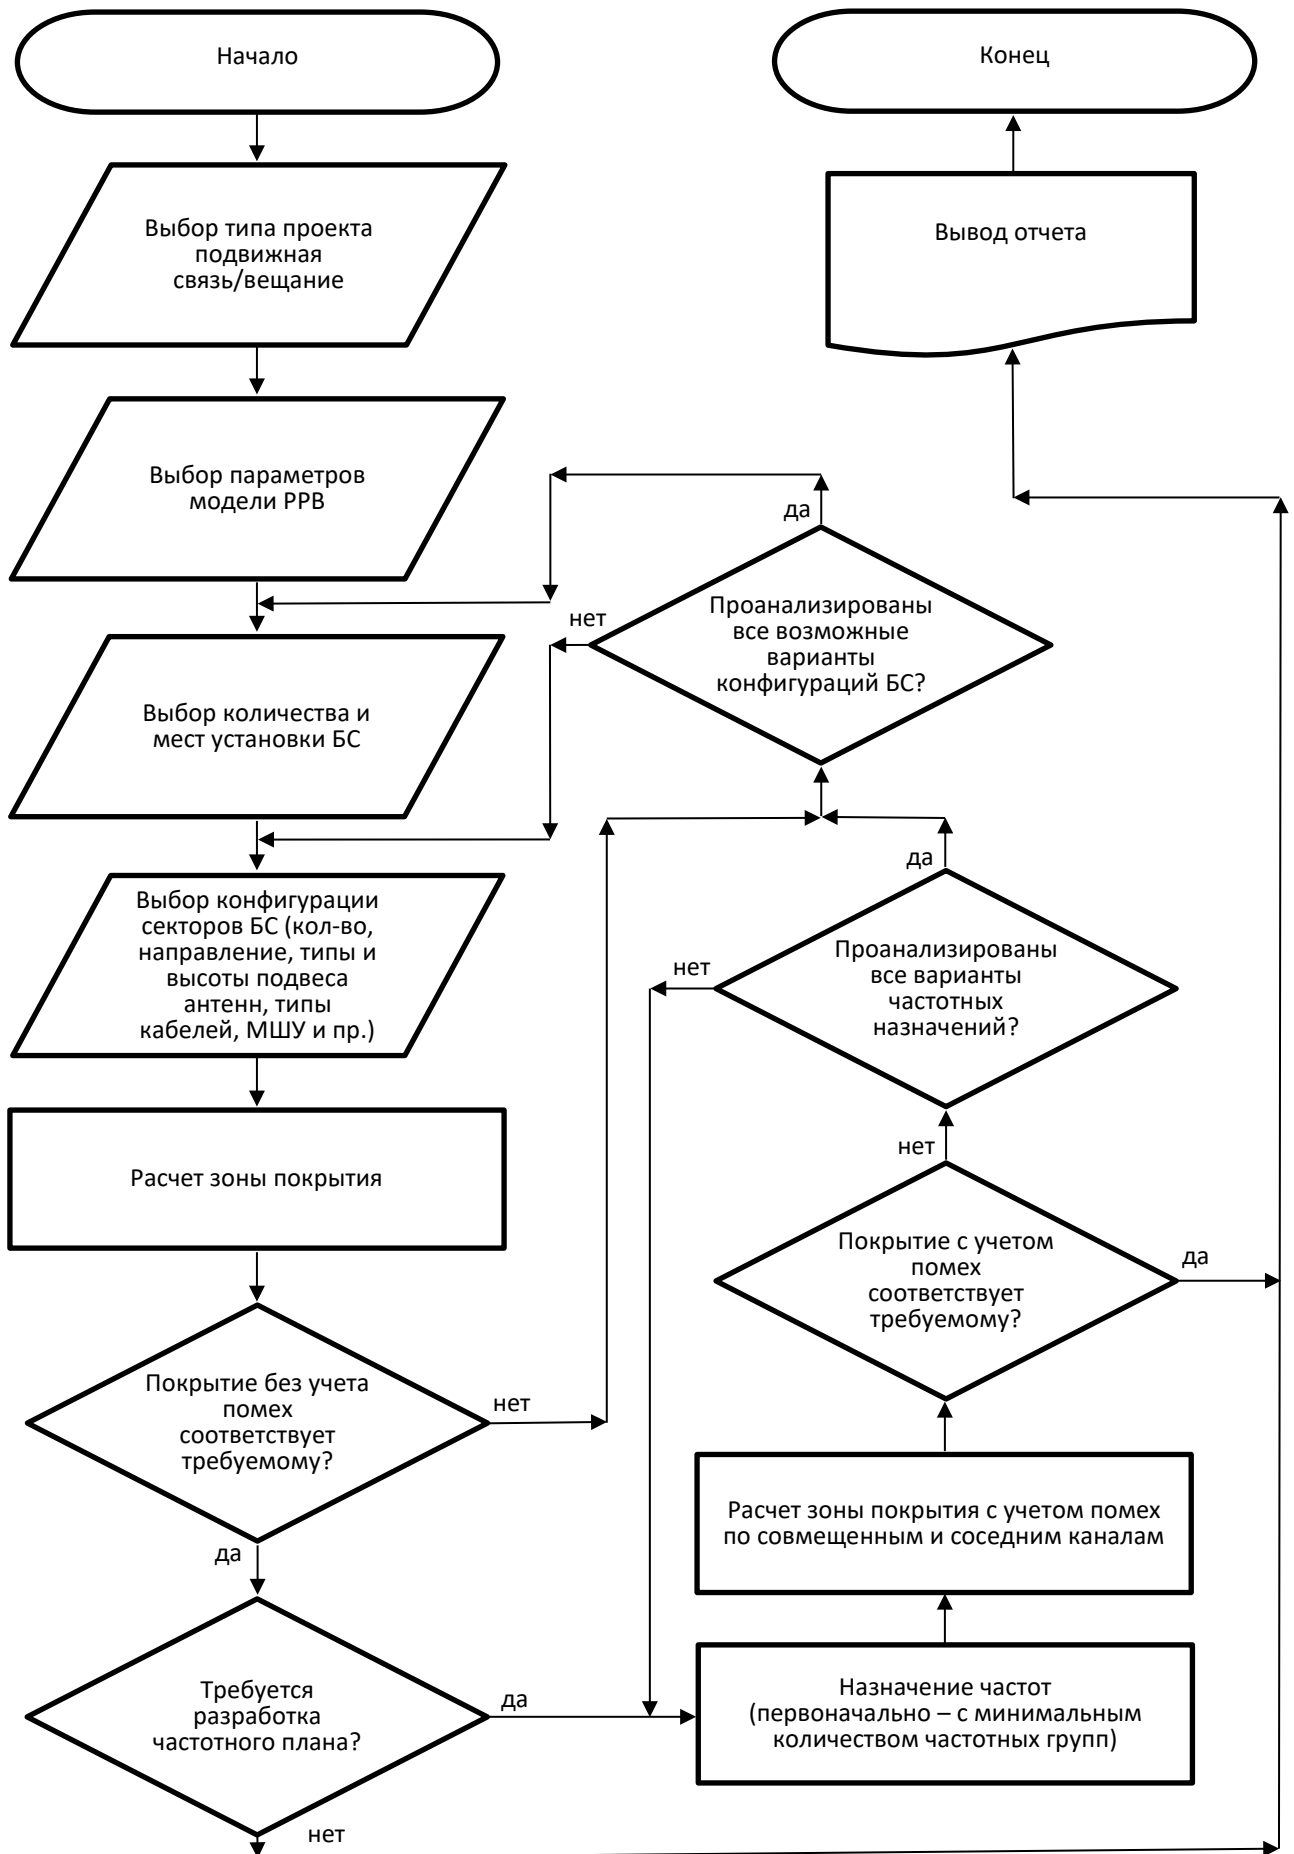 Начало
Выбор типа проекта
подвижная
связь/вещание
Выбор параметров
модели РРВ
Выбор количества и
мест установки БС
Выбор конфигурации
секторов БС (кол-во,
направление, типы и
высоты подвеса
антенн, типы
кабелей, МШУ и пр.)
Расчет зоны покрытия
Покрытие без учета
помех
соответствует
требуемому?
нет
да
Требуется
разработка
частотного плана?
да
нет
Назначение частот
(первоначально – с минимальным
количеством частотных групп)
Расчет зоны покрытия с учетом помех
по совмещенным и соседним каналам
Покрытие с учетом
помех
соответствует
требуемому?
да
нет
Проанализированы
все варианты
частотных
назначений?
нет
да
Проанализированы
все возможные
варианты
конфигураций БС?
нет
да
Вывод отчета
Конец